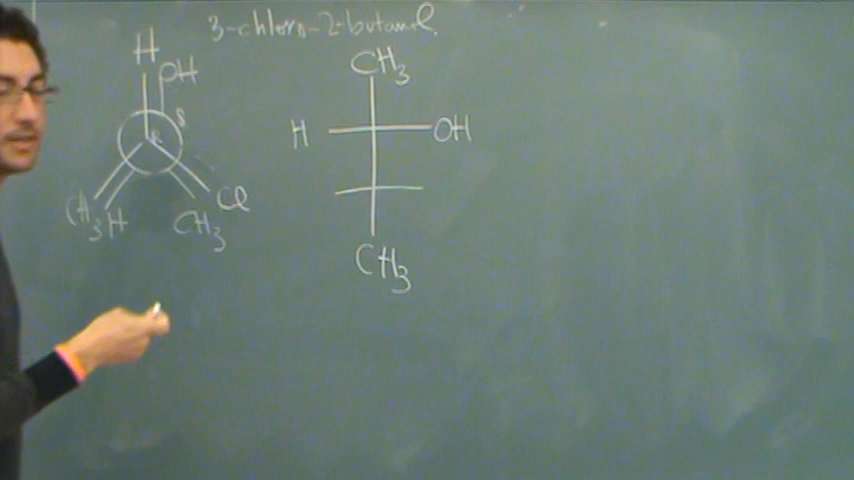 3-chloro-2-butanol.
H
OH
S
R
CH3
H
CH3
Cl
CH3
H
OH
CH3